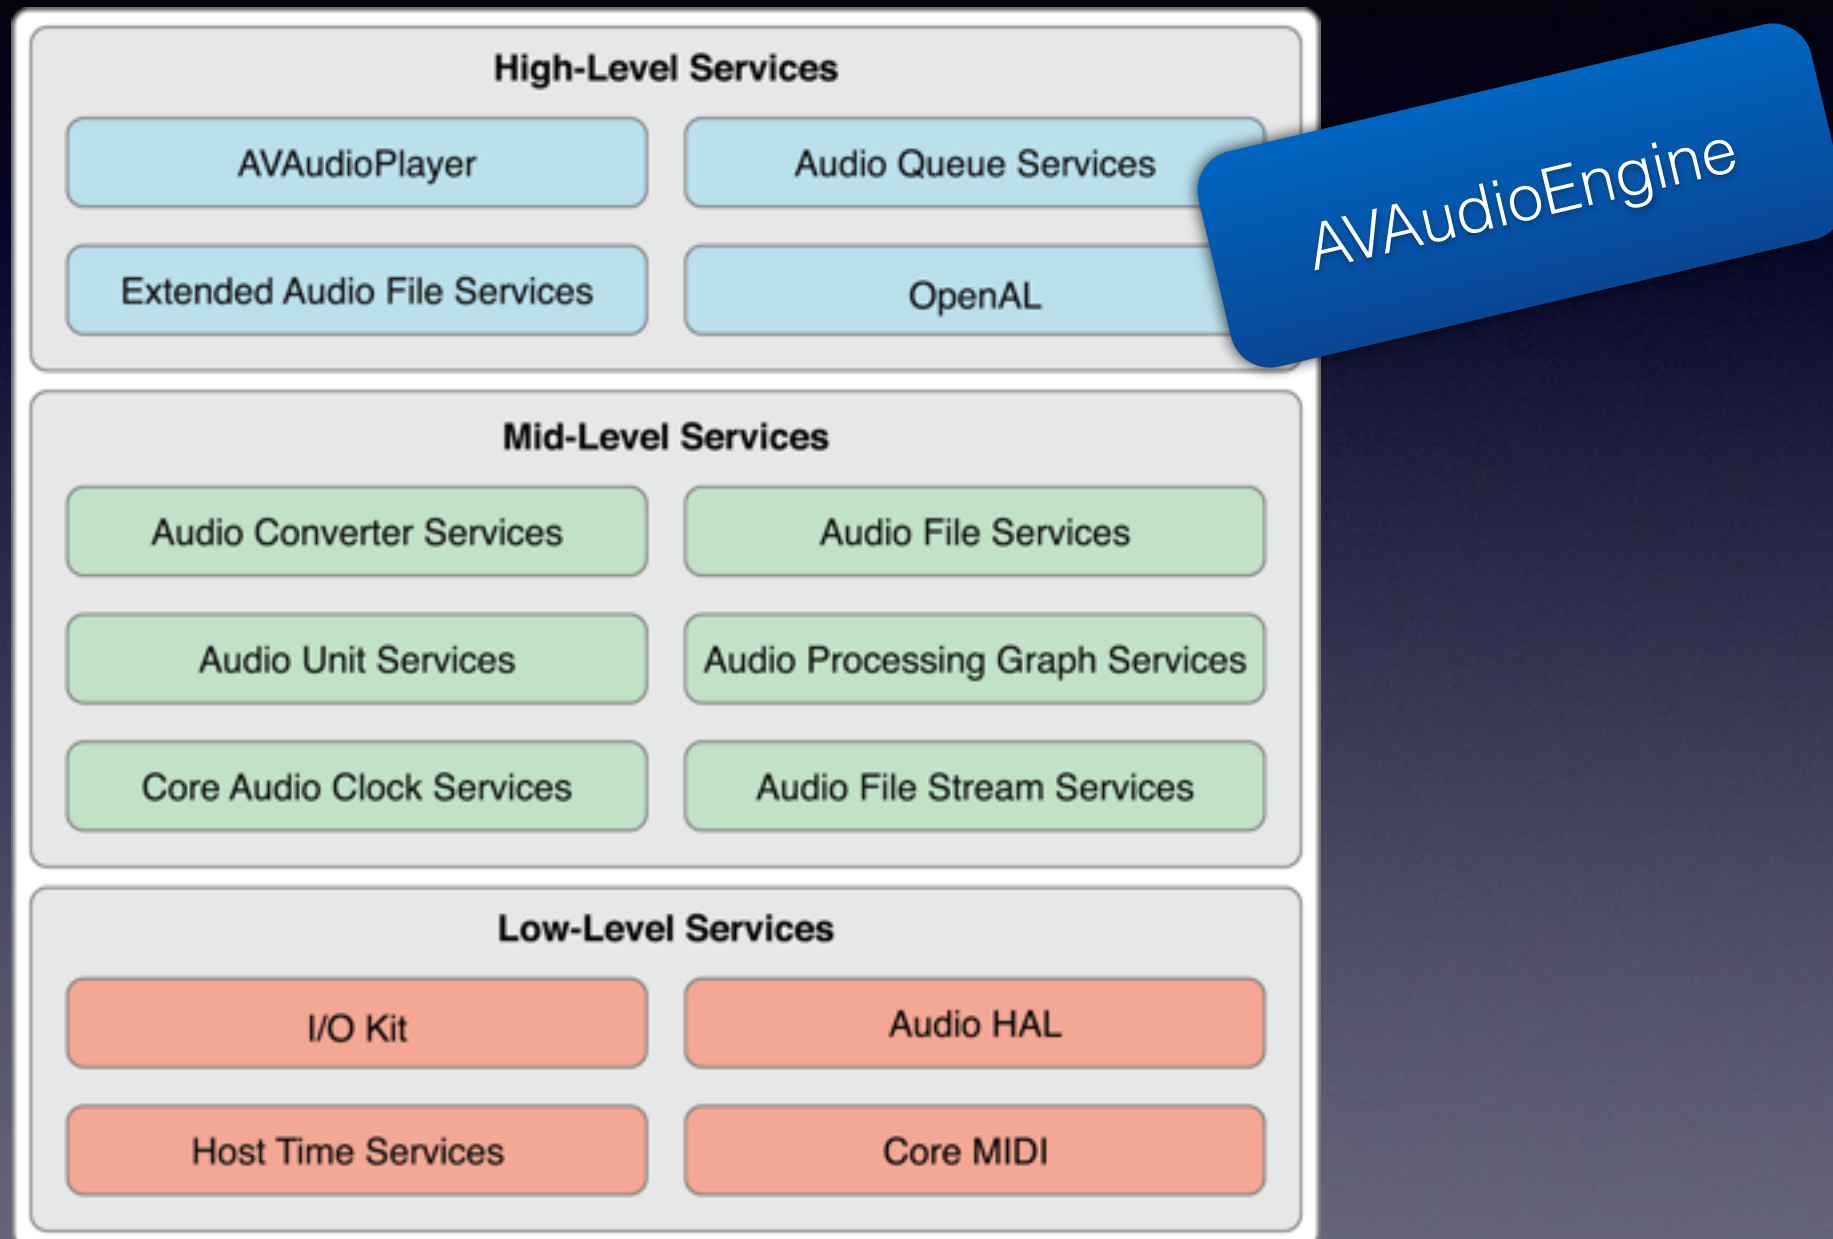 High-Level Services
AVAudioPlayer
Audio Queue Services
AVAudioEngine
Extended Audio File Services
OpenAL
Mid-Level Services
Audio Converter Services
Audio File Services
Audio Unit Services
Audio Processing Graph Services
Core Audio Clock Services
Audio File Stream Services
Low-Level Services
I/O Kit
Audio HAL
Host Time Services
Core MIDI